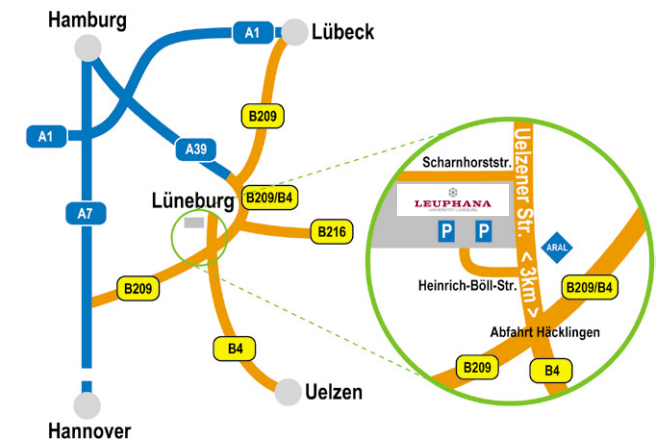 Hamburg
A1
Lübeck
A1
B209
A39
A7
Lüneburg
B209/B4
B216
B209
B4
Uelzen
Hannover
Uelzener Str. < 3km >
Scharnhorststr.
LEUPHANA
UNIVERSITÄT LÜNEBURG
P P
ARAL
Heinrich-Böll-Str.
B209/B4
Abfahrt Häcklingen
B209
B4